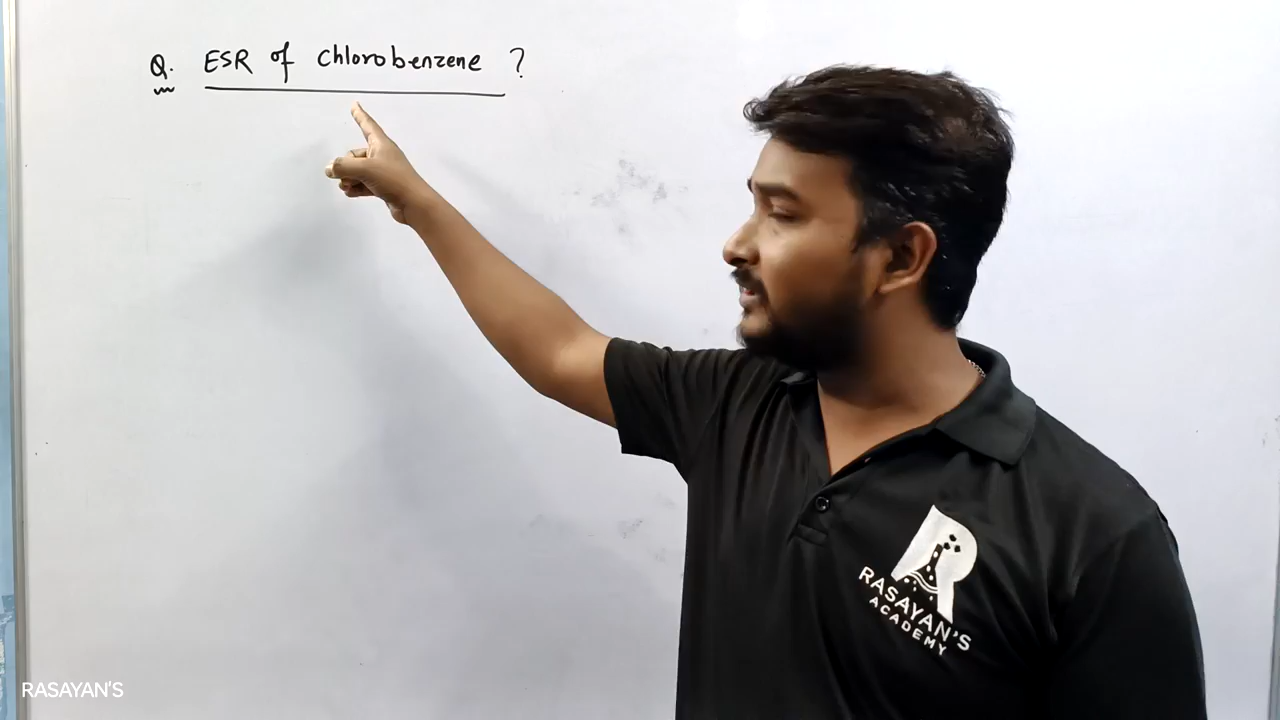 Q. ESR of Chlorobenzene ?
R
RASAYAN'S
ACADEMY
RASAYAN'S